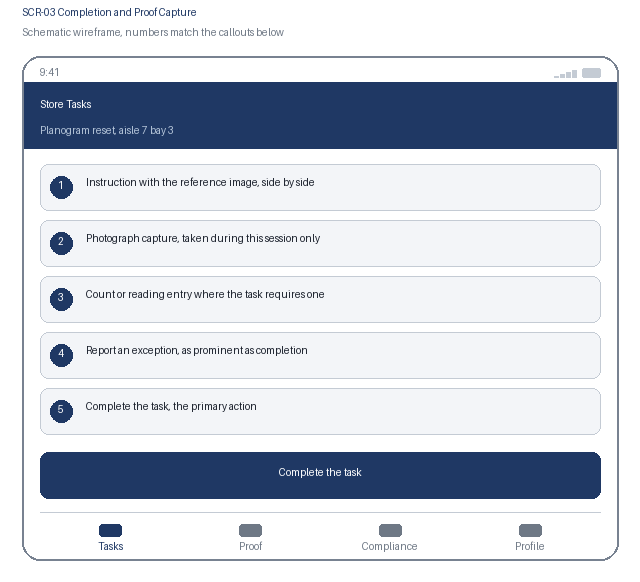 SCR-03 Completion and Proof Capture
Schematic wireframe, numbers match the callouts below
9:41
Store Tasks
Planogram reset, aisle 7 bay 3
1 Instruction with the reference image, side by side
2 Photograph capture, taken during this session only
3 Count or reading entry where the task requires one
4 Report an exception, as prominent as completion
5 Complete the task, the primary action
Complete the task
Tasks Proof Compliance Profile